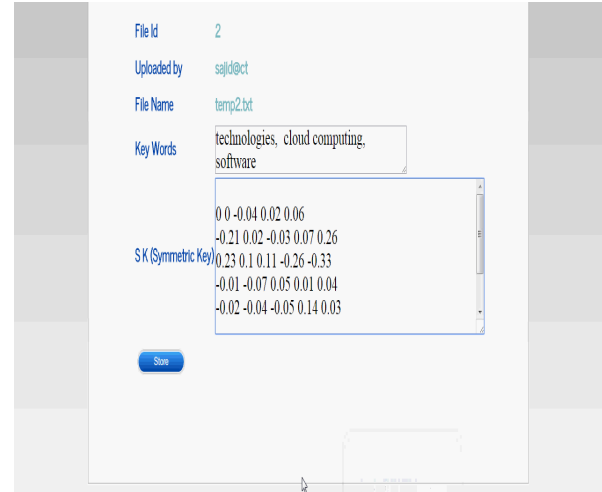 File Id 2
Uploaded by sajid@ct
File Name temp2.txt
Key Words technologies, cloud computing,
software
0 0 -0.04 0.02 0.06
-0.21 0.02 -0.03 0.07 0.26
S K (Symmetric Key) 0.23 0.1 0.11 -0.26 -0.33
-0.01 -0.07 0.05 0.01 0.04
-0.02 -0.04 -0.05 0.14 0.03
Store